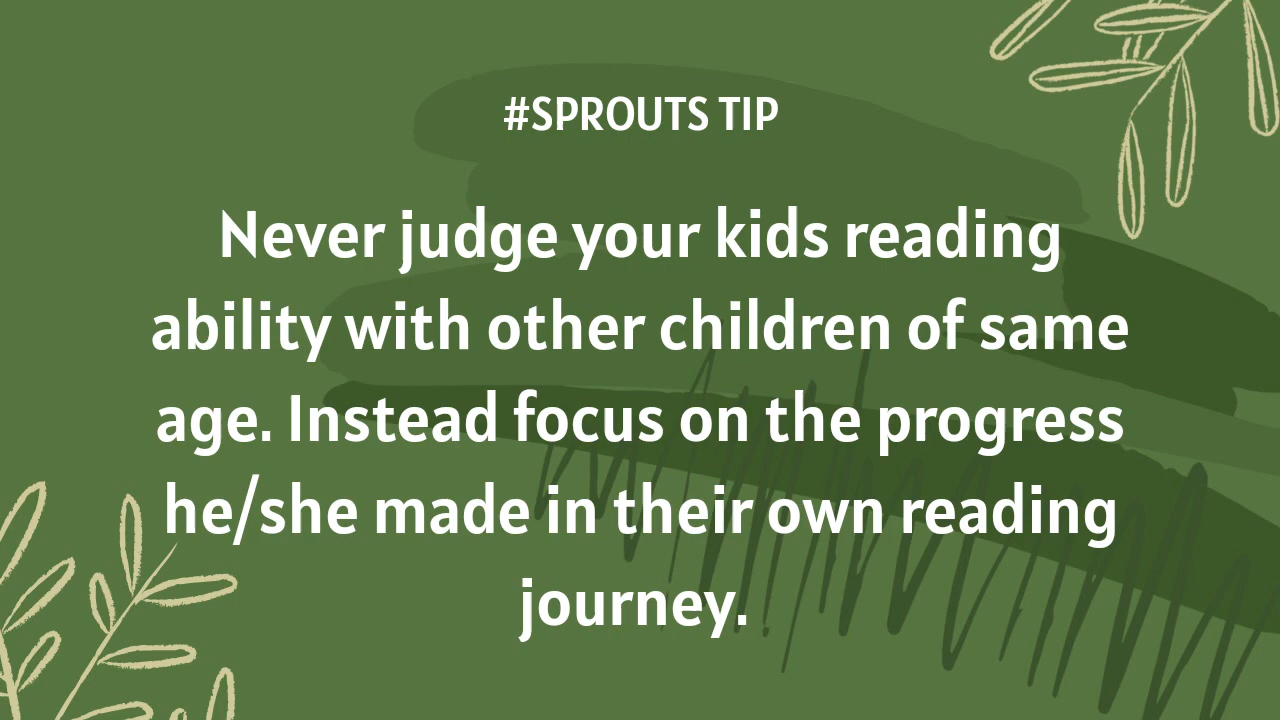 #SPROUTS TIP
Never judge your kids reading
ability with other children of same
age. Instead focus on the progress
he/she made in their own reading
journey.